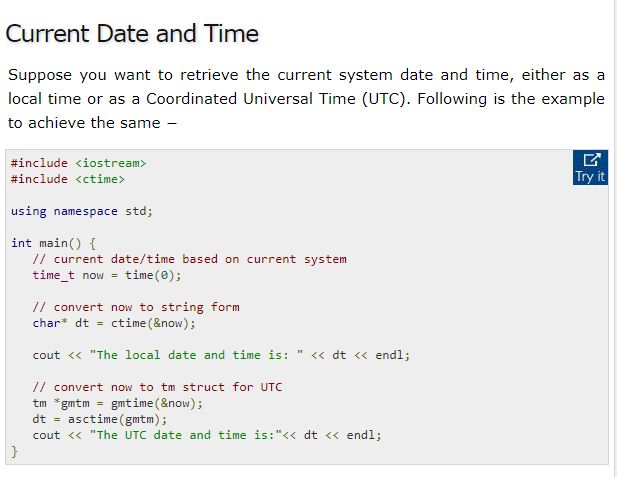 Current Date and Time
Suppose you want to retrieve the current system date and time, either as a
local time or as a Coordinated Universal Time (UTC). Following is the example
to achieve the same −
#include <iostream>
#include <ctime>
Try it
using namespace std;
int main() {
   // current date/time based on current system
   time_t now = time(0);
   // convert now to string form
   char* dt = ctime(&now);
   cout << "The local date and time is: " << dt << endl;
   // convert now to tm struct for UTC
   tm *gmtm = gmtime(&now);
   dt = asctime(gmtm);
   cout << "The UTC date and time is:"<< dt << endl;
}